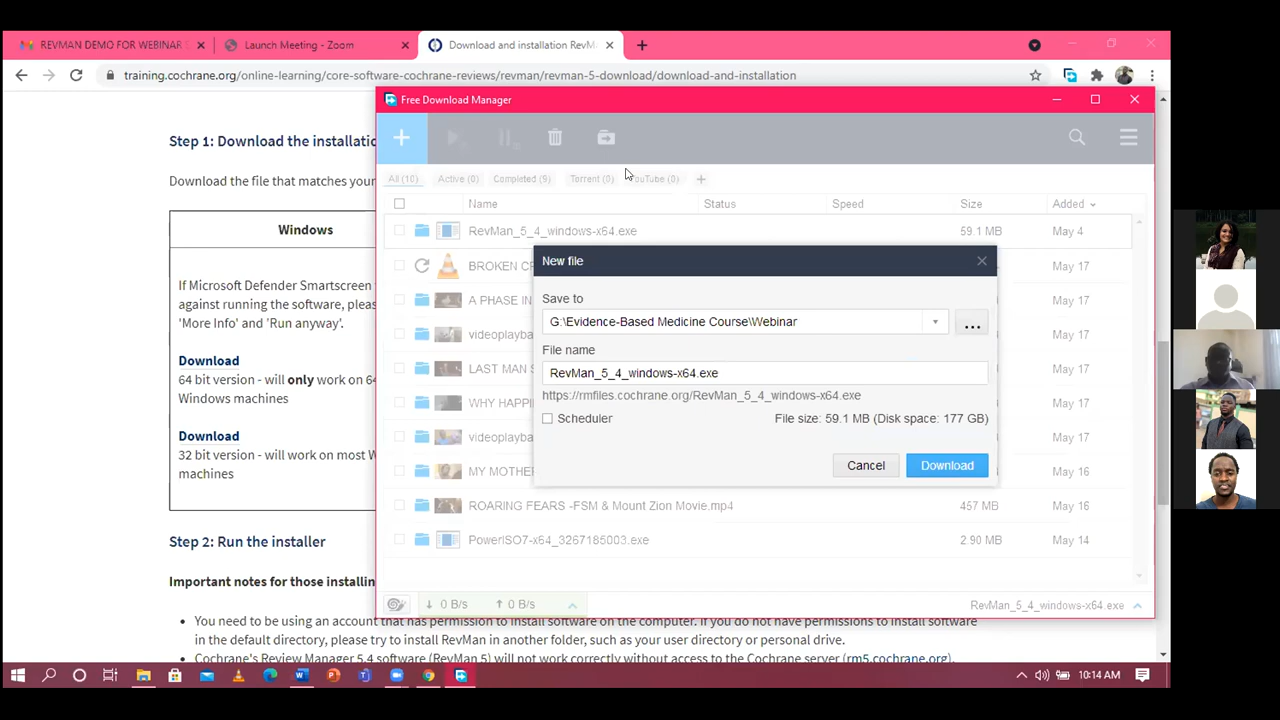 REVMAN DEMO FOR WEBINAR
Launch Meeting - Zoom
Download and installation RevM
training.cochrane.org/online-learning/core-software-cochrane-reviews/revman/revman-5-download/download-and-installation
Free Download Manager
Step 1: Download the installatio
Download the file that matches your
Windows
If Microsoft Defender Smartscreen
against running the software, pleas
'More Info' and 'Run anyway'.
Download
64 bit version - will only work on 64
Windows machines
Download
32 bit version - will work on most W
machines
Step 2: Run the installer
Important notes for those installin
All (10)
Active (0)
Completed (9)
Torrent (0)
YouTube (0)
Name
Status
Speed
Size
Added
RevMan_5_4_windows-x64.exe
59.1 MB
May 4
BROKEN C
May 17
A PHASE IN
May 17
videoplayba
May 17
LAST MAN S
May 17
WHY HAPPI
May 17
videoplayba
May 17
MY MOTHE
May 16
ROARING FEARS -FSM & Mount Zion Movie.mp4
457 MB
May 16
PowerISO7-x64_3267185003.exe
2.90 MB
May 14
New file
Save to
G:\Evidence-Based Medicine Course\Webinar
...
File name
RevMan_5_4_windows-x64.exe
https://rmfiles.cochrane.org/RevMan_5_4_windows-x64.exe
Scheduler
File size: 59.1 MB (Disk space: 177 GB)
Cancel
Download
0 B/s
0 B/s
RevMan_5_4_windows-x64.exe
You need to be using an account that has permission to install software on the computer. If you do not have permissions to install software
in the default directory, please try to install RevMan in another folder, such as your user directory or personal drive.
Cochrane's Review Manager 5.4 software (RevMan 5) will not work correctly without access to the Cochrane server (rm5.cochrane.org).
10:14 AM